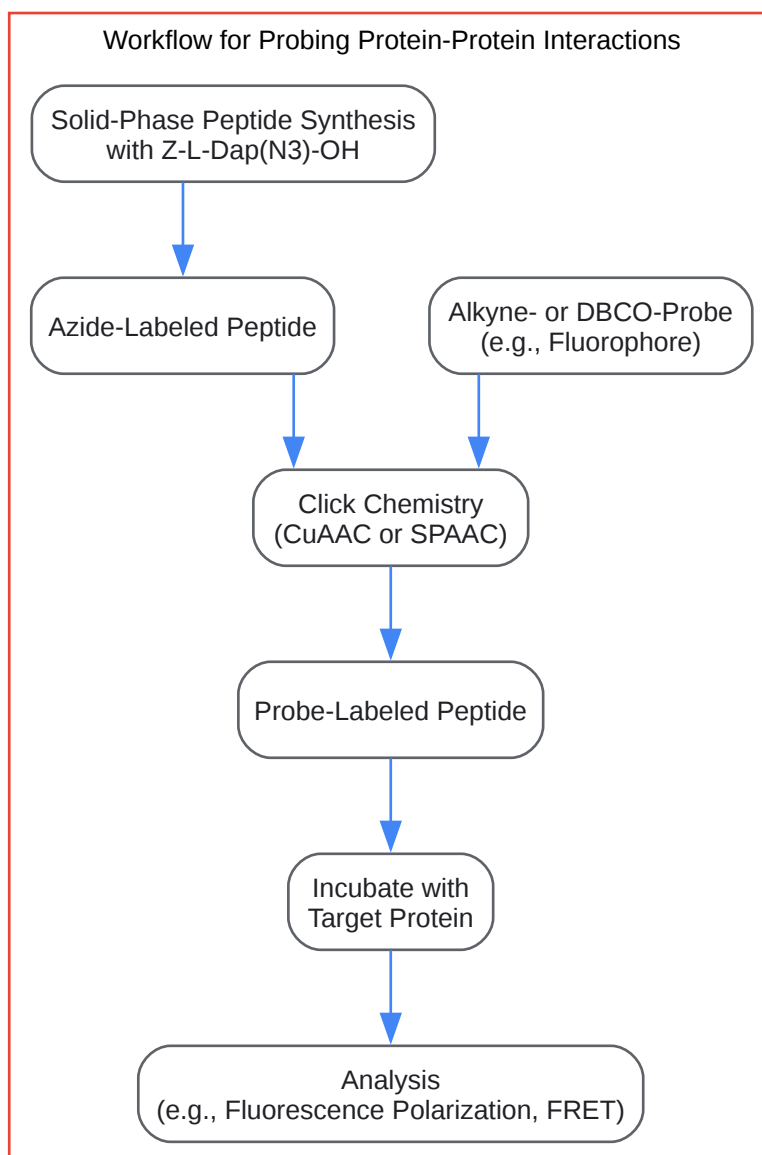 Workflow for Probing Protein-Protein Interactions
Solid-Phase Peptide Synthesis
with Z-L-Dap(N3)-OH
Azide-Labeled Peptide
Alkyne- or DBCO-Probe
(e.g., Fluorophore)
Click Chemistry
(CuAAC or SPAAC)
Probe-Labeled Peptide
Incubate with
Target Protein
Analysis
(e.g., Fluorescence Polarization, FRET)